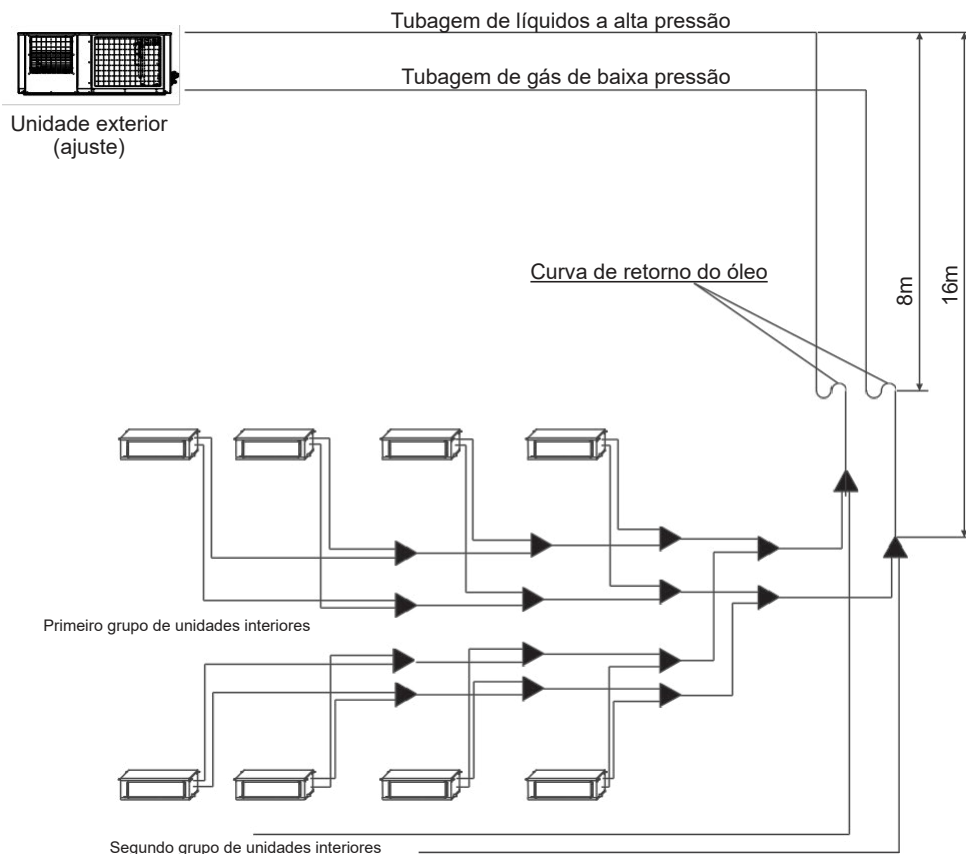 Tubagem de líquidos a alta pressão
Tubagem de gás de baixa pressão
Unidade exterior
(ajuste)
Curva de retorno do óleo
8m
16m
Primeiro grupo de unidades interiores
Segundo grupo de unidades interiores